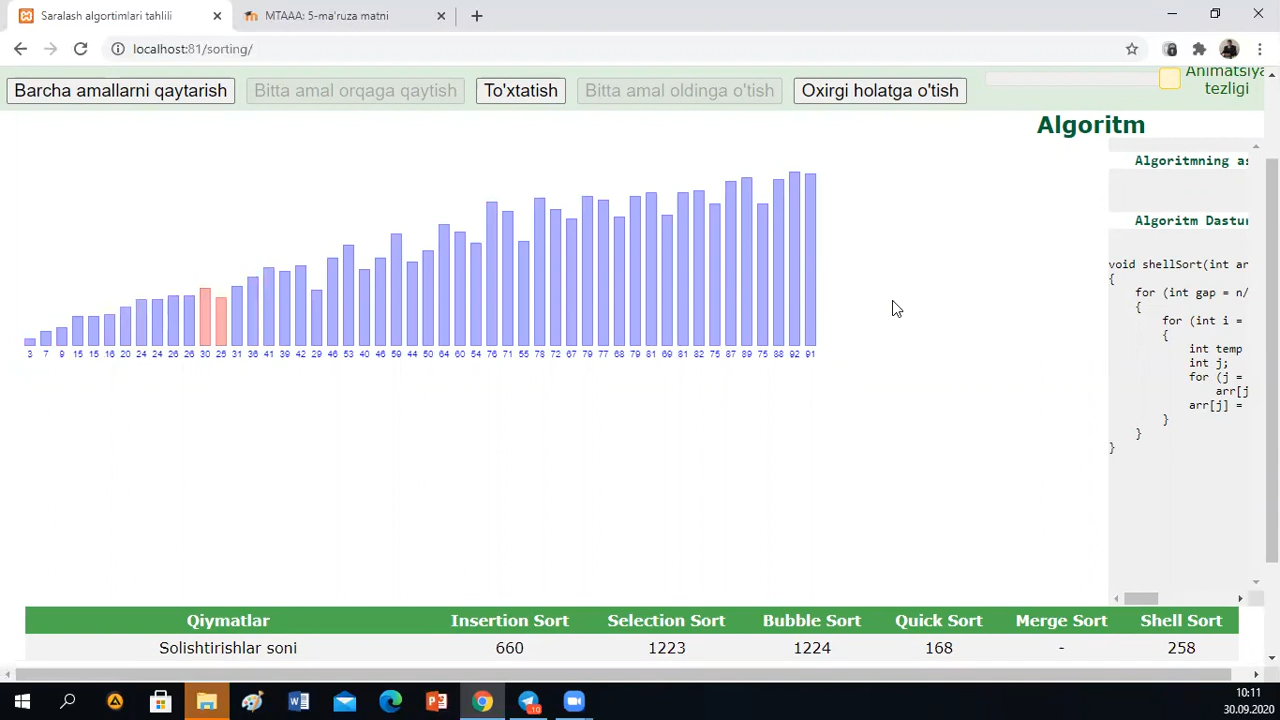 Saralash algortimlari tahlili
MTAAA: 5-ma'ruza matni
localhost:81/sorting/
Barcha amallarni qaytarish
Bitta amal orqaga qaytish
To'xtatish
Bitta amal oldinga o'tish
Oxirgi holatga o'tish
Animatsiya
tezligi
Algoritm
Algoritmning as
Algoritm Dastur
void shellSort(int ar
{
for (int gap = n/
{
for (int i =
{
int temp
int j;
for (j =
arr[j
arr[j] =
}
}
}
3 7 9 15 15 16 20 24 24 26 26 30 25 31 36 41 39 42 29 46 53 40 46 59 44 50 64 60 54 76 71 55 78 72 67 79 77 68 79 81 69 81 82 75 87 89 75 88 92 91
Qiymatlar Insertion Sort Selection Sort Bubble Sort Quick Sort Merge Sort Shell Sort
Solishtirishlar soni 660 1223 1224 168 - 258
10
10:11
30.09.2020